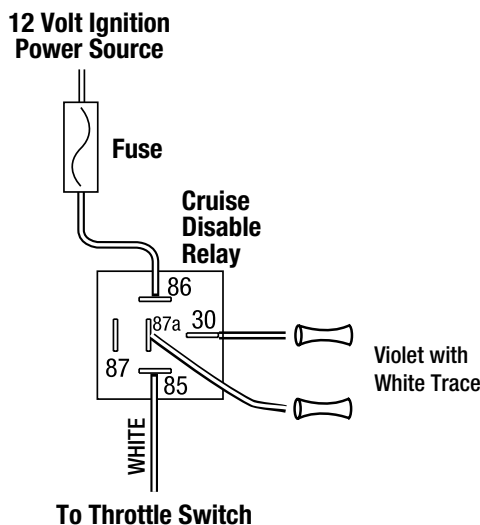 12 Volt Ignition
Power Source
Fuse
Cruise
Disable
Relay
86
87a
30
87
85
Violet with
White Trace
WHITE
To Throttle Switch